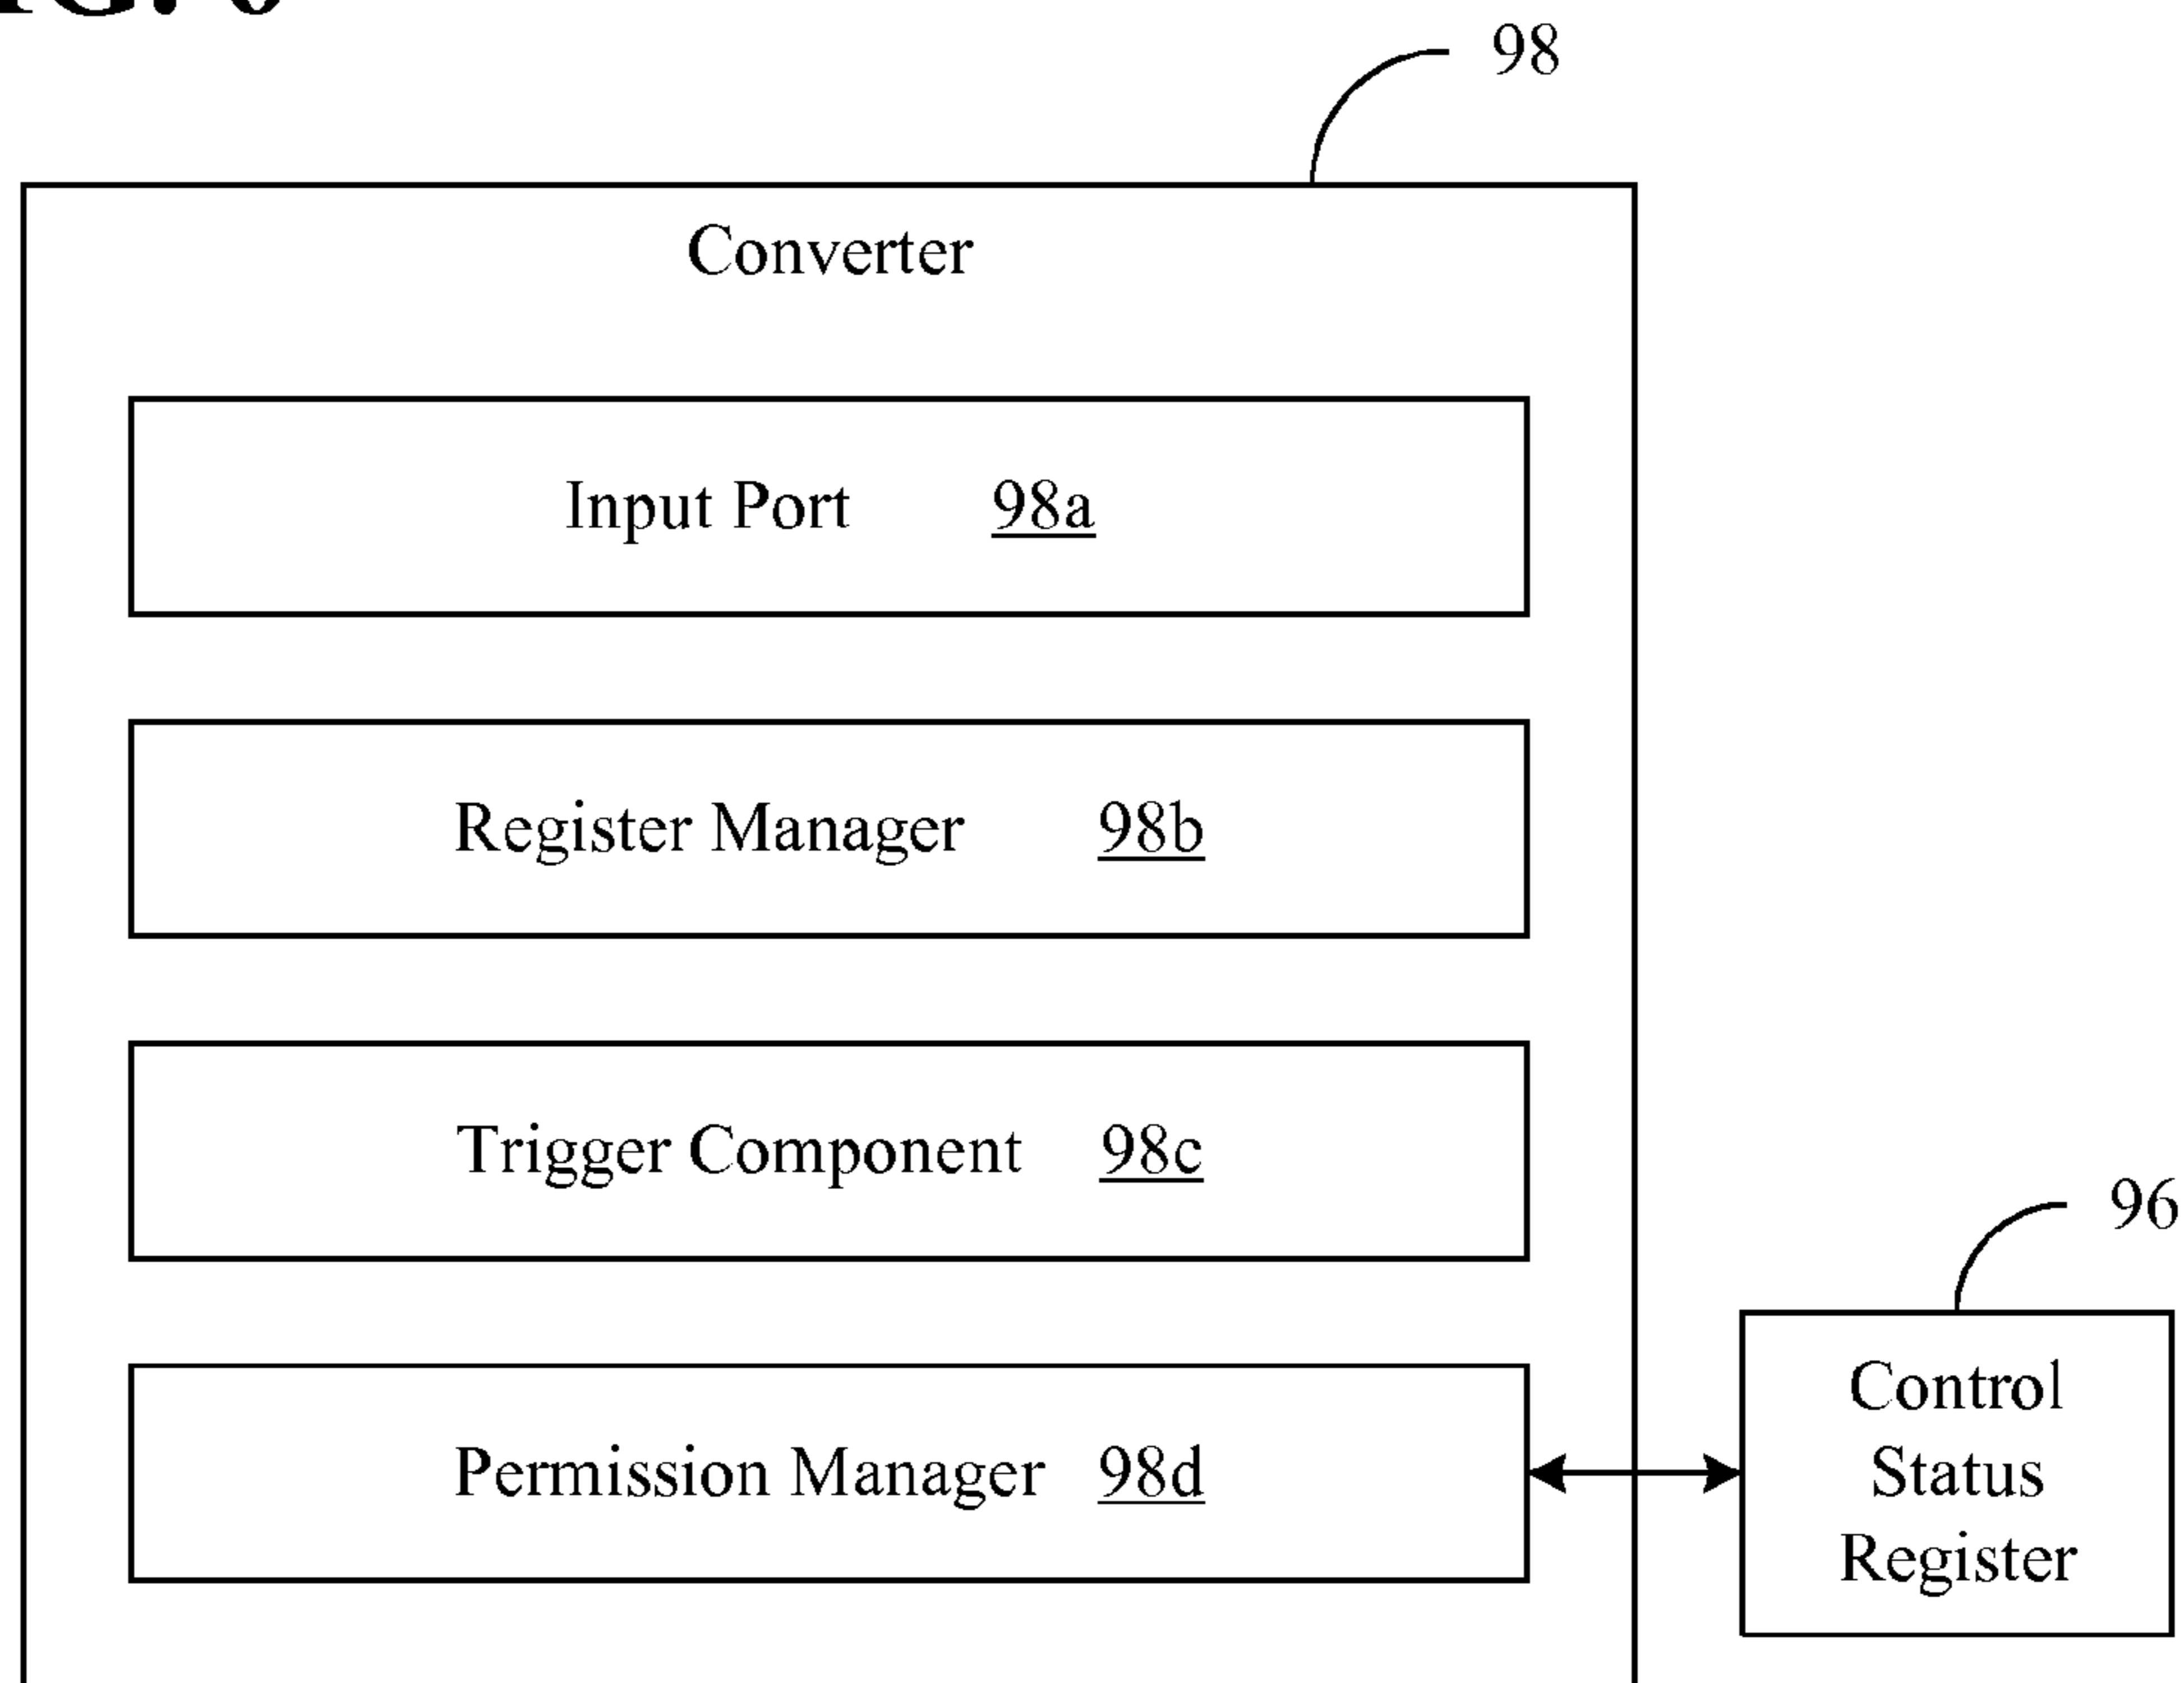 98
Converter
Input Port 98a
Register Manager 98b
Trigger Component 98c
96
Permission Manager 98d
Control
Status
Register